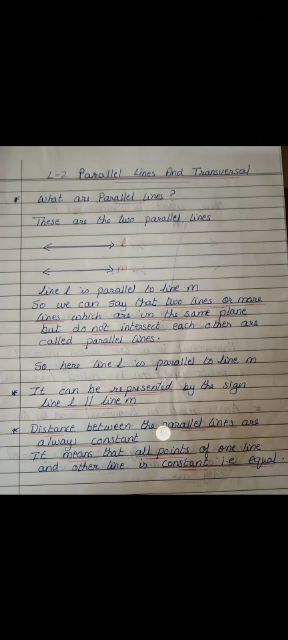 L-2 Parallel Lines And Transversal
* What are Parallel lines ?
These are the two parallel lines
l
m
line l is parallel to line m
So we can say that two lines or more
lines which are in the same plane
but do not intersect each other are
called parallel lines.
So, here line l is parallel to line m
* It can be represented by the sign
line l || line m
* Distance between the parallel lines are
always constant
It means that all points of one line
and other line is constant i.e equal.